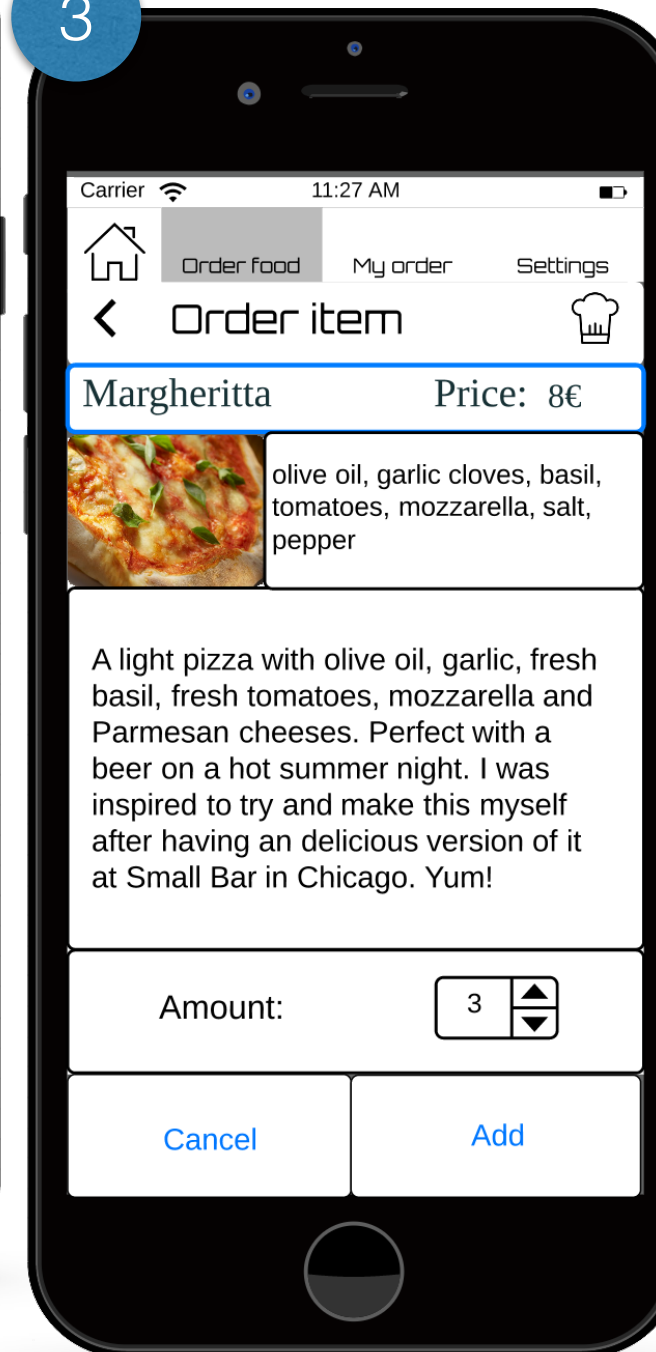 3
Carrier 11:27 AM
Order food My order Settings
Order item
Margheritta Price: 8€
olive oil, garlic cloves, basil,
tomatoes, mozzarella, salt,
pepper
A light pizza with olive oil, garlic, fresh
basil, fresh tomatoes, mozzarella and
Parmesan cheeses. Perfect with a
beer on a hot summer night. I was
inspired to try and make this myself
after having an delicious version of it
at Small Bar in Chicago. Yum!
Amount: 3
Cancel Add